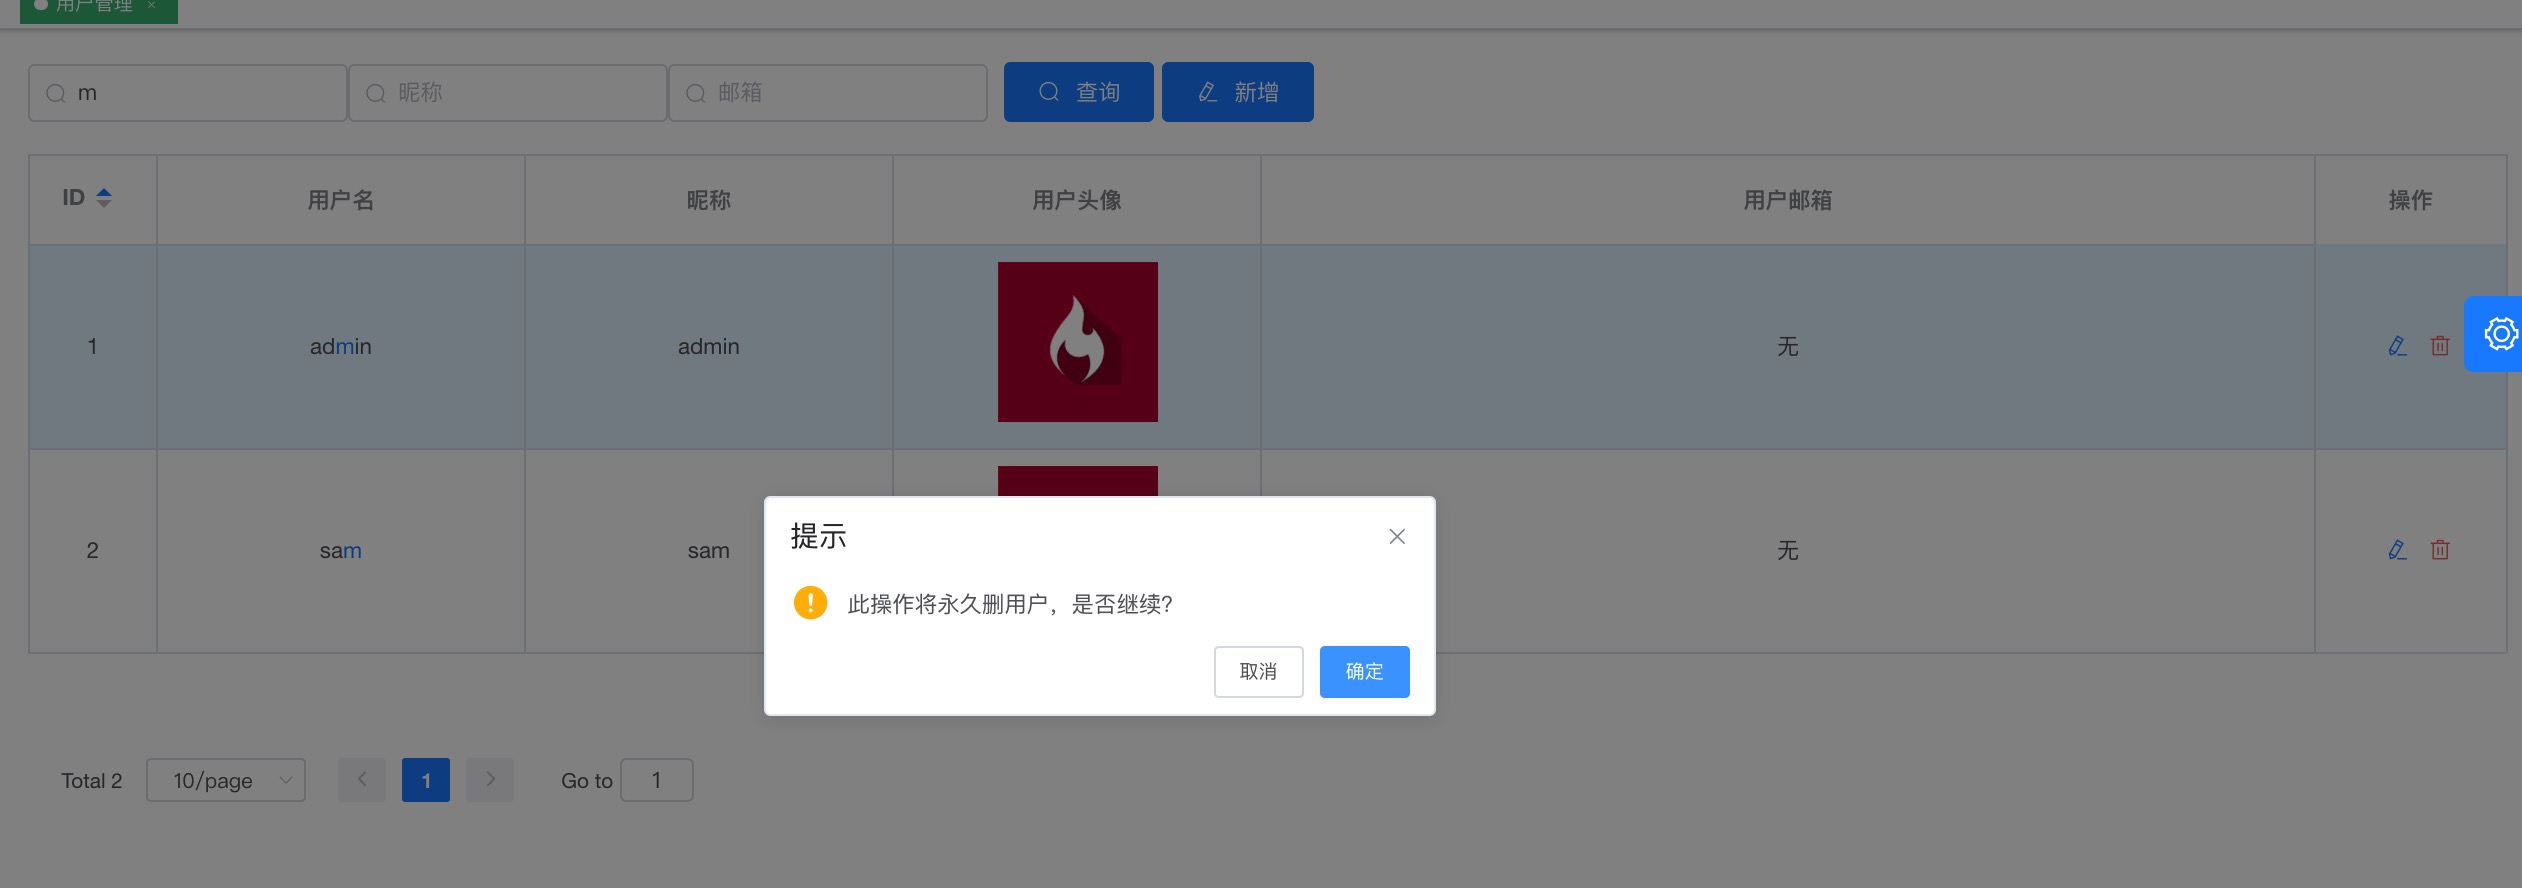 用户管理 ×
m 昵称 邮箱 查询 新增
ID 用户名 昵称 用户头像 用户邮箱 操作
1 admin admin 无
2 sam sam 无
提示
此操作将永久删用户，是否继续?
取消 确定
Total 2 10/page 1 Go to 1